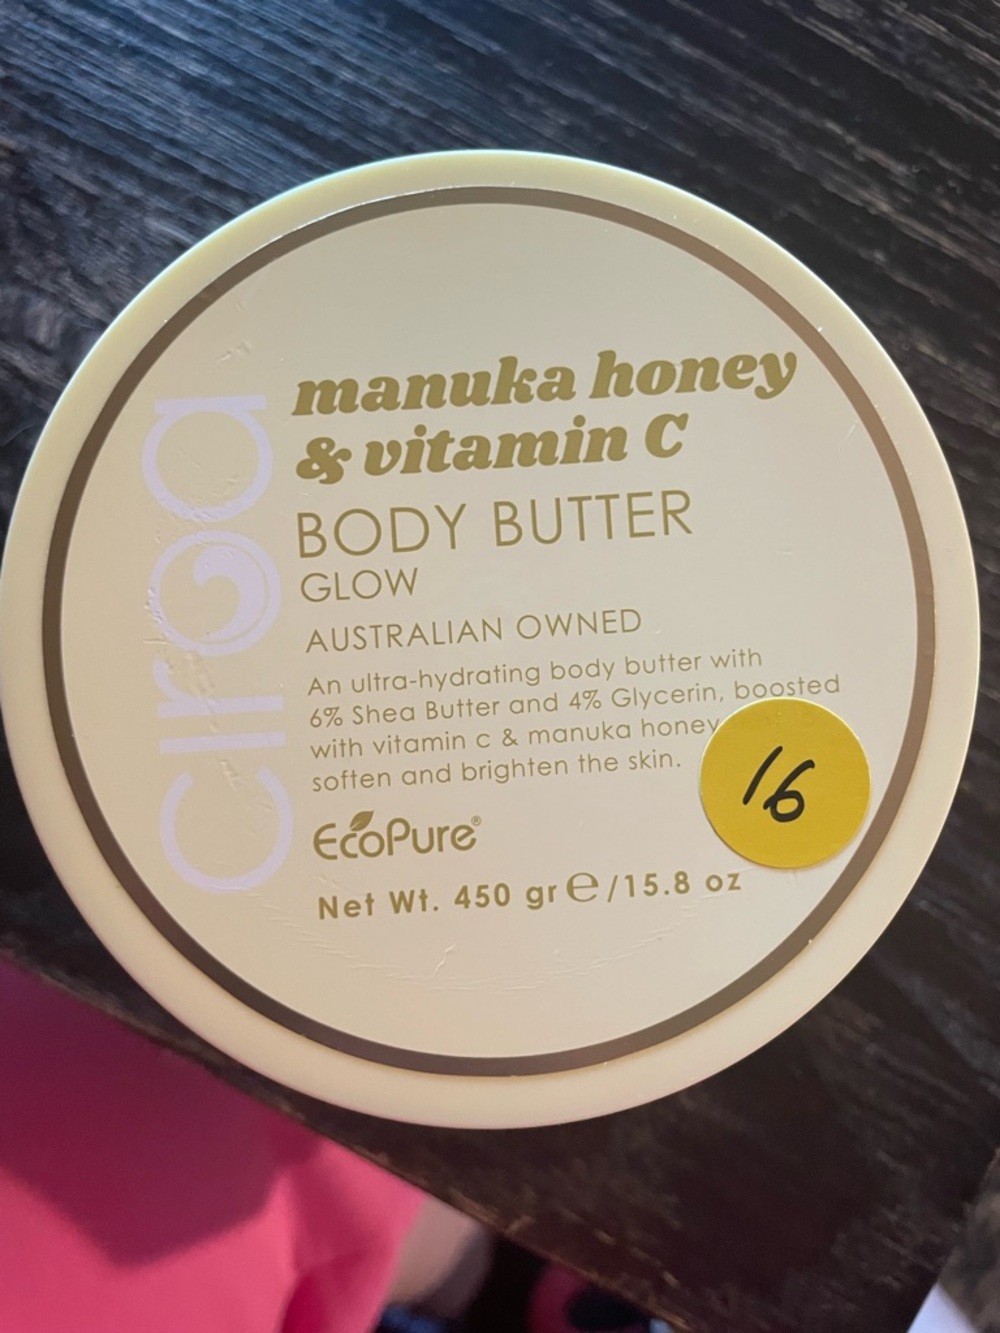 ciroa
manuka honey
& vitamin C
BODY BUTTER
GLOW
AUSTRALIAN OWNED
An ultra-hydrating body butter with
6% Shea Butter and 4% Glycerin, boosted
with vitamin c & manuka honey
soften and brighten the skin.
16
EcoPure®
Net Wt. 450 gr e /15.8 oz